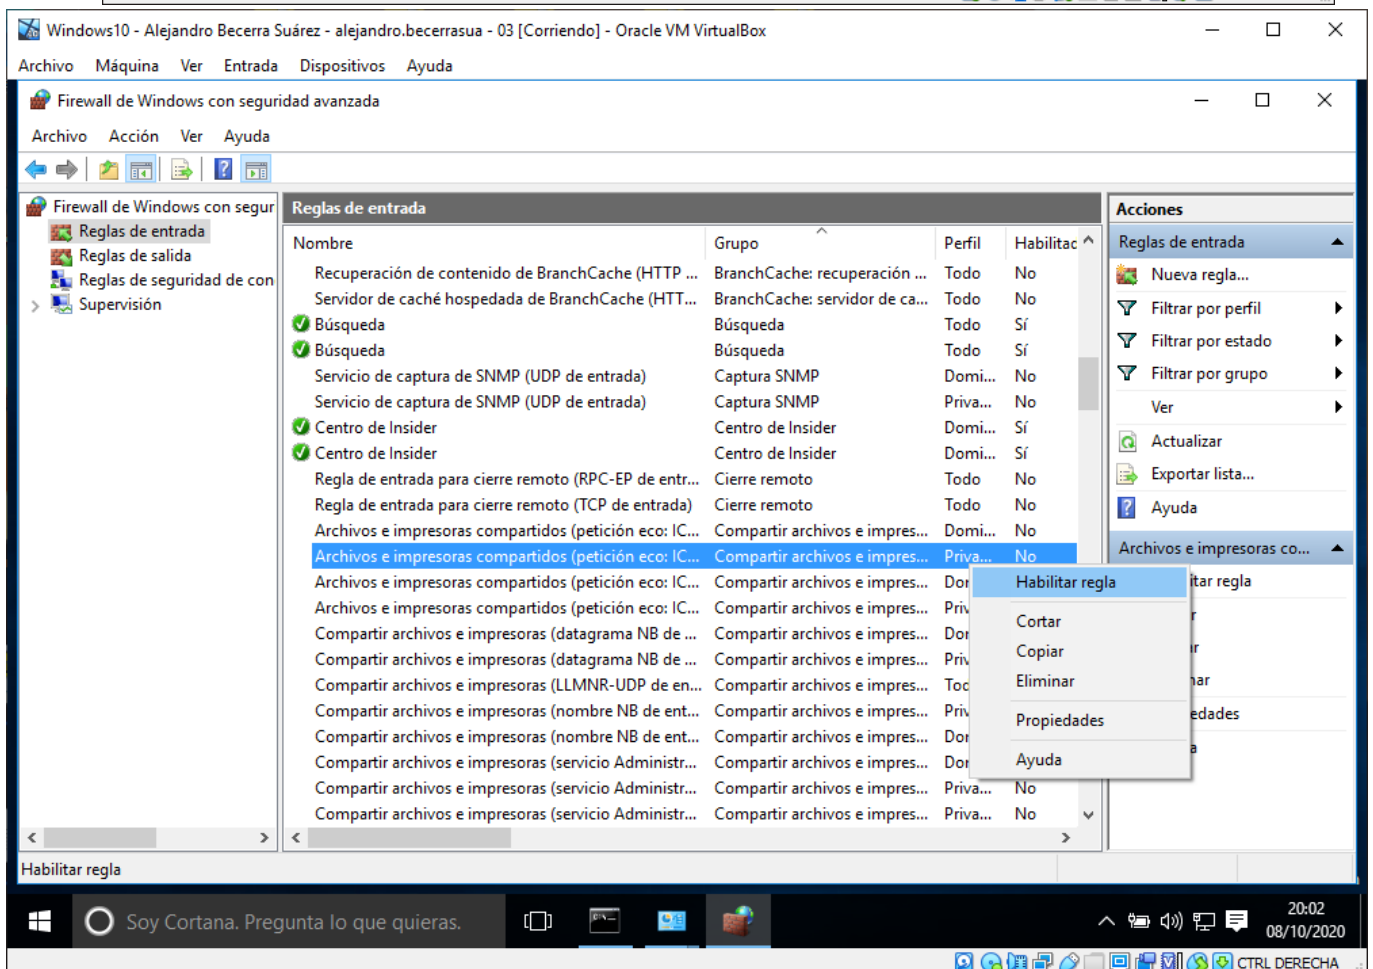 Windows10 - Alejandro Becerra Suárez - alejandro.becerrasua - 03 [Corriendo] - Oracle VM VirtualBox
Archivo Máquina Ver Entrada Dispositivos Ayuda
Firewall de Windows con seguridad avanzada
Archivo Acción Ver Ayuda
Firewall de Windows con segur
Reglas de entrada
Reglas de salida
Reglas de seguridad de con
Supervisión
Reglas de entrada
Nombre Grupo Perfil Habilitac
Recuperación de contenido de BranchCache (HTTP ... BranchCache: recuperación ... Todo No
Servidor de caché hospedada de BranchCache (HTT... BranchCache: servidor de ca... Todo No
Búsqueda Búsqueda Todo Sí
Búsqueda Búsqueda Todo Sí
Servicio de captura de SNMP (UDP de entrada) Captura SNMP Domi... No
Servicio de captura de SNMP (UDP de entrada) Captura SNMP Priva... No
Centro de Insider Centro de Insider Domi... Sí
Centro de Insider Centro de Insider Domi... Sí
Regla de entrada para cierre remoto (RPC-EP de entr... Cierre remoto Todo No
Regla de entrada para cierre remoto (TCP de entrada) Cierre remoto Todo No
Archivos e impresoras compartidos (petición eco: IC... Compartir archivos e impres... Domi... No
Archivos e impresoras compartidos (petición eco: IC... Compartir archivos e impres... Priva... No
Archivos e impresoras compartidos (petición eco: IC... Compartir archivos e impres... Dor
Archivos e impresoras compartidos (petición eco: IC... Compartir archivos e impres... Priv
Compartir archivos e impresoras (datagrama NB de ... Compartir archivos e impres... Dor
Compartir archivos e impresoras (datagrama NB de ... Compartir archivos e impres... Priv
Compartir archivos e impresoras (LLMNR-UDP de en... Compartir archivos e impres... Tod
Compartir archivos e impresoras (nombre NB de ent... Compartir archivos e impres... Priv
Compartir archivos e impresoras (nombre NB de ent... Compartir archivos e impres... Dor
Compartir archivos e impresoras (servicio Administr... Compartir archivos e impres... Dor
Compartir archivos e impresoras (servicio Administr... Compartir archivos e impres... Priva... No
Compartir archivos e impresoras (servicio Administr... Compartir archivos e impres... Priva... No
Habilitar regla
Cortar
Copiar
Eliminar
Propiedades
Ayuda
Acciones
Reglas de entrada
Nueva regla...
Filtrar por perfil
Filtrar por estado
Filtrar por grupo
Ver
Actualizar
Exportar lista...
Ayuda
Archivos e impresoras co...
itar regla
r
ir
nar
edades
a
Habilitar regla
Soy Cortana. Pregunta lo que quieras.
20:02
08/10/2020
CTRL DERECHA